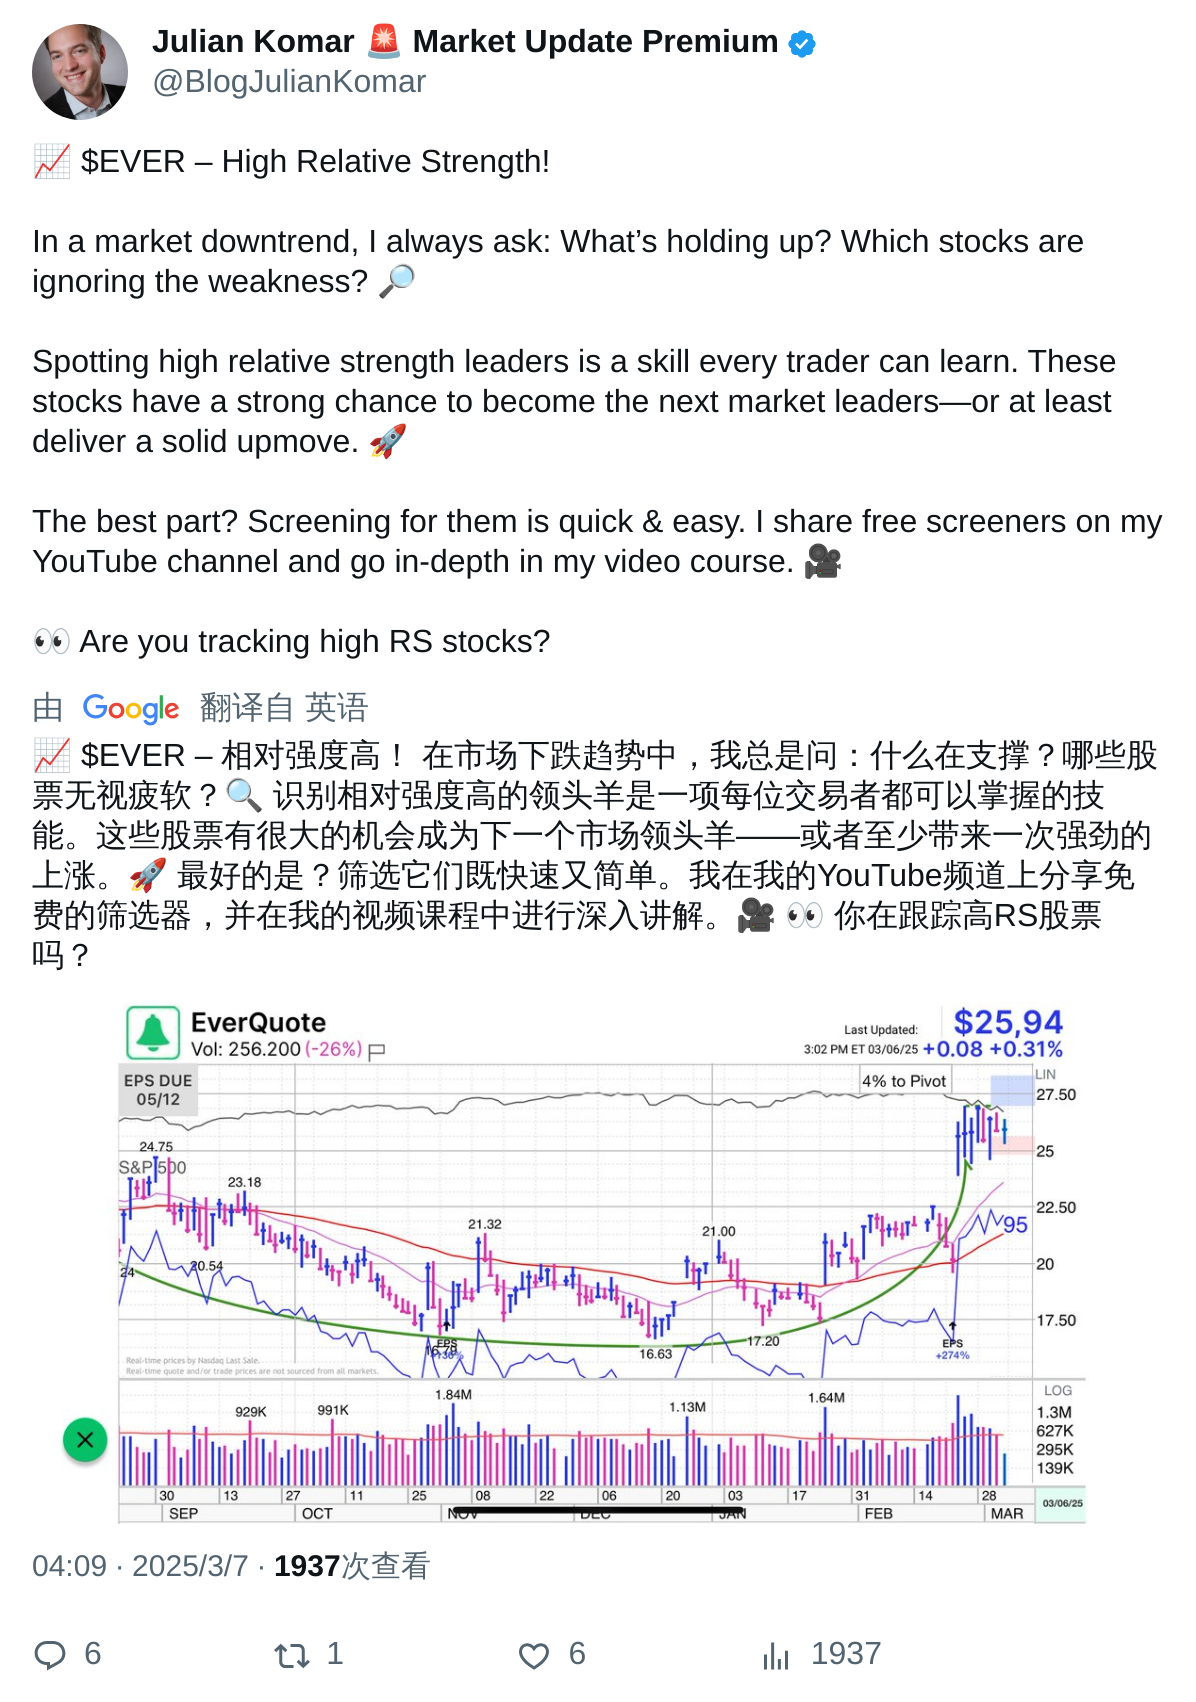 Julian Komar 🚨 Market Update Premium
@BlogJulianKomar
📈 $EVER – High Relative Strength!
In a market downtrend, I always ask: What’s holding up? Which stocks are
ignoring the weakness? 🔎
Spotting high relative strength leaders is a skill every trader can learn. These
stocks have a strong chance to become the next market leaders—or at least
deliver a solid upmove. 🚀
The best part? Screening for them is quick & easy. I share free screeners on my
YouTube channel and go in-depth in my video course. 🎥
👀 Are you tracking high RS stocks?
由 Google 翻译自 英语
📈 $EVER – 相对强度高！ 在市场下跌趋势中，我总是问：什么在支撑？哪些股
票无视疲软？🔍 识别相对强度高的领头羊是一项每位交易者都可以掌握的技
能。这些股票有很大的机会成为下一个市场领头羊——或者至少带来一次强劲的
上涨。🚀 最好的是？筛选它们既快速又简单。我在我的YouTube频道上分享免
费的筛选器，并在我的视频课程中进行深入讲解。🎥 👀 你在跟踪高RS股票
吗？
EverQuote
Vol: 256.200 (-26%)
Last Updated:
3:02 PM ET 03/06/25
$25,94
+0.08 +0.31%
EPS DUE
05/12
4% to Pivot
LIN
27.50
24.75
S&P 500
25
23.18
22.50
21.32
21.00
95
20.54
24
20
17.50
EPS
16.63
17.20
EPS
+274%
Real-time prices by Nasdaq Last Sale.
Real-time quote and/or trade prices are not sourced from all markets.
LOG
929K
991K
1.84M
1.13M
1.64M
1.3M
627K
295K
139K
30 13 27 11 25 08 22 06 20 03 17 31 14 28
SEP OCT NOV DEC JAN FEB MAR
03/06/25
04:09 · 2025/3/7 · 1937次查看
6 1 6 1937